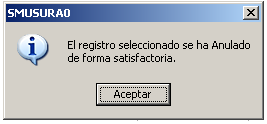 SMUSURA0
El registro seleccionado se ha Anulado
de forma satisfactoria.
Aceptar